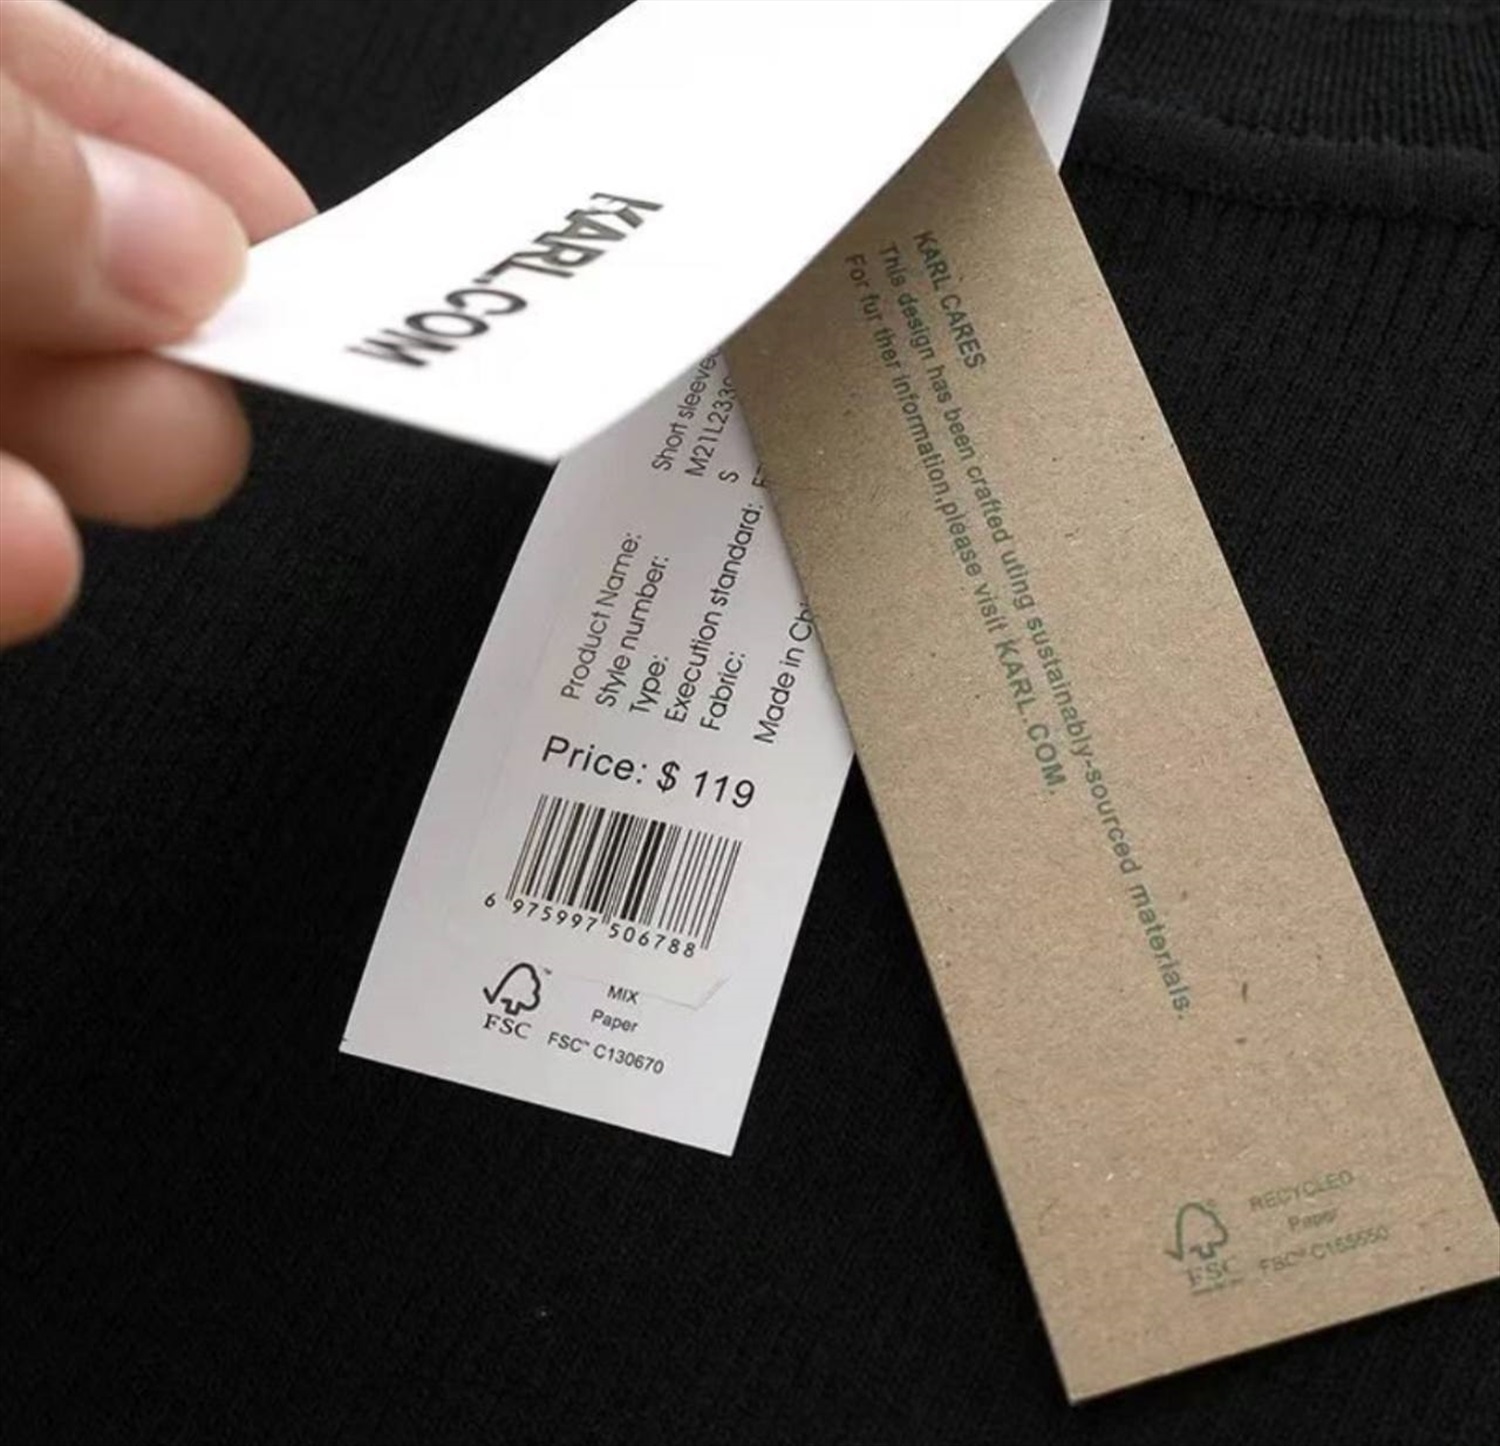 KARL.COM
Short sleeve
M21L233
S
Product Name:
Style number:
Type:
Execution standard:
Fabric:
Made in
Price: $ 119
6 975997 506788
FSC
MIX
Paper
FSC™ C130670
KARL CARES
This design has been crafted uting sustainably-sourced materials.
For fur ther information,please visit KARL.COM.
FSC
RECYCLED
Paper
FSC™